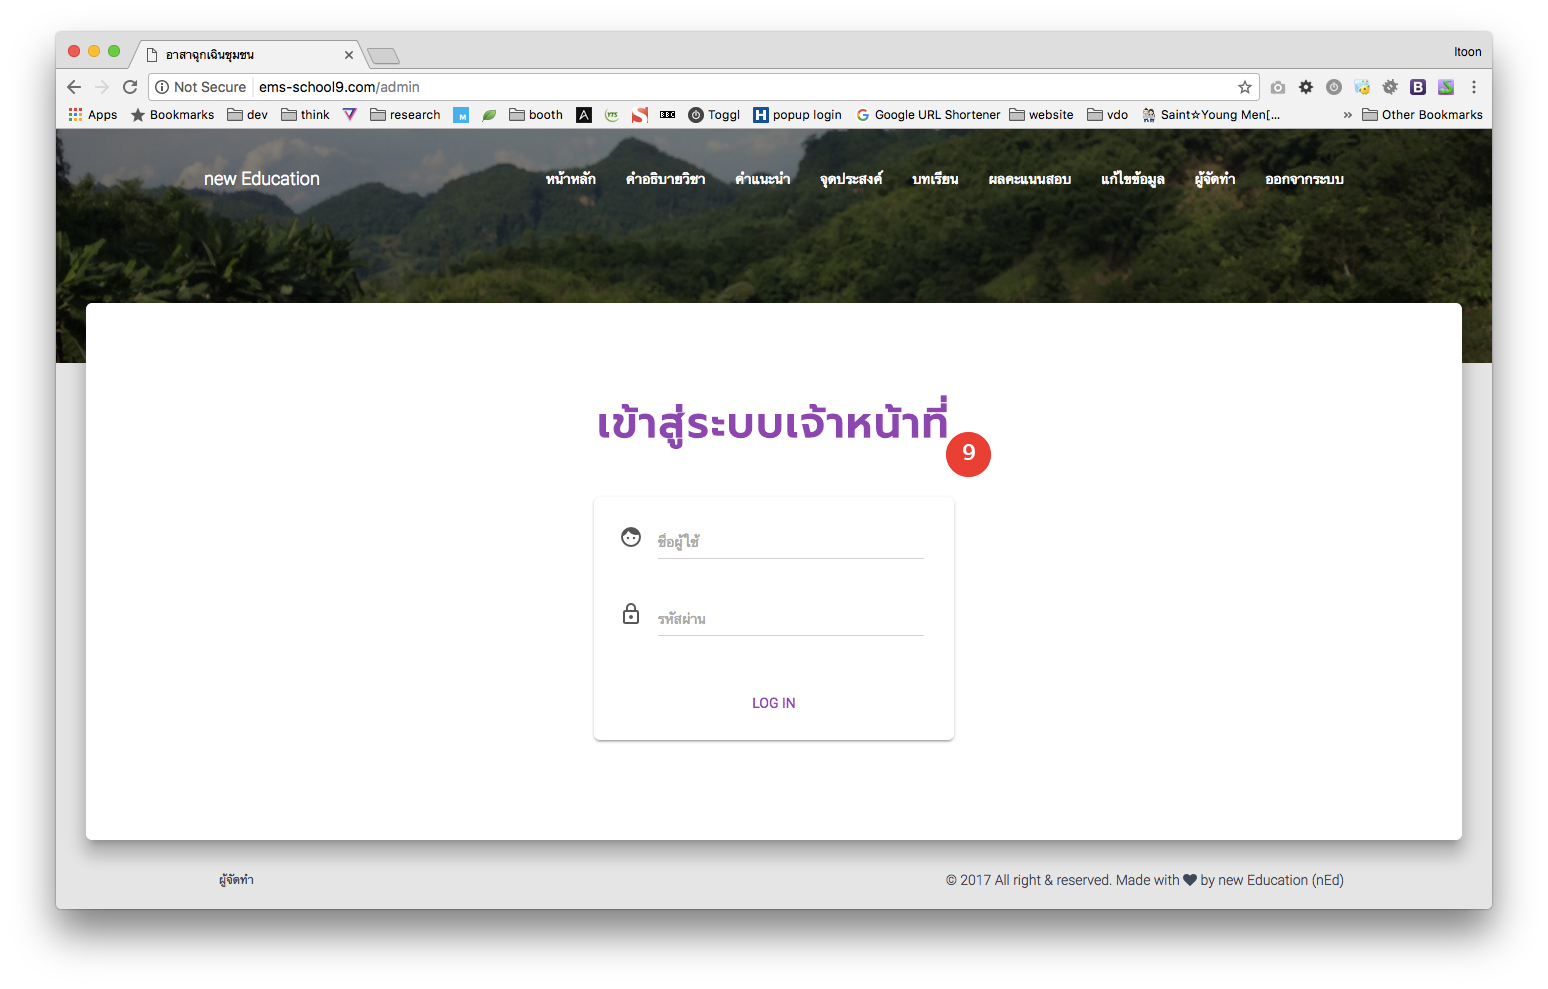 อาสาฉุกเฉินชุมชน
Itoon
Not Secure ems-school9.com/admin
Apps Bookmarks dev think research M booth A YTS BBC Toggl H popup login Google URL Shortener website vdo Saint☆Young Men[... » Other Bookmarks
new Education หน้าหลัก คำอธิบายวิชา คำแนะนำ จุดประสงค์ บทเรียน ผลคะแนนสอบ แก้ไขข้อมูล ผู้จัดทำ ออกจากระบบ
เข้าสู่ระบบเจ้าหน้าที่
9
ชื่อผู้ใช้
รหัสผ่าน
LOG IN
ผู้จัดทำ © 2017 All right & reserved. Made with ♥ by new Education (nEd)